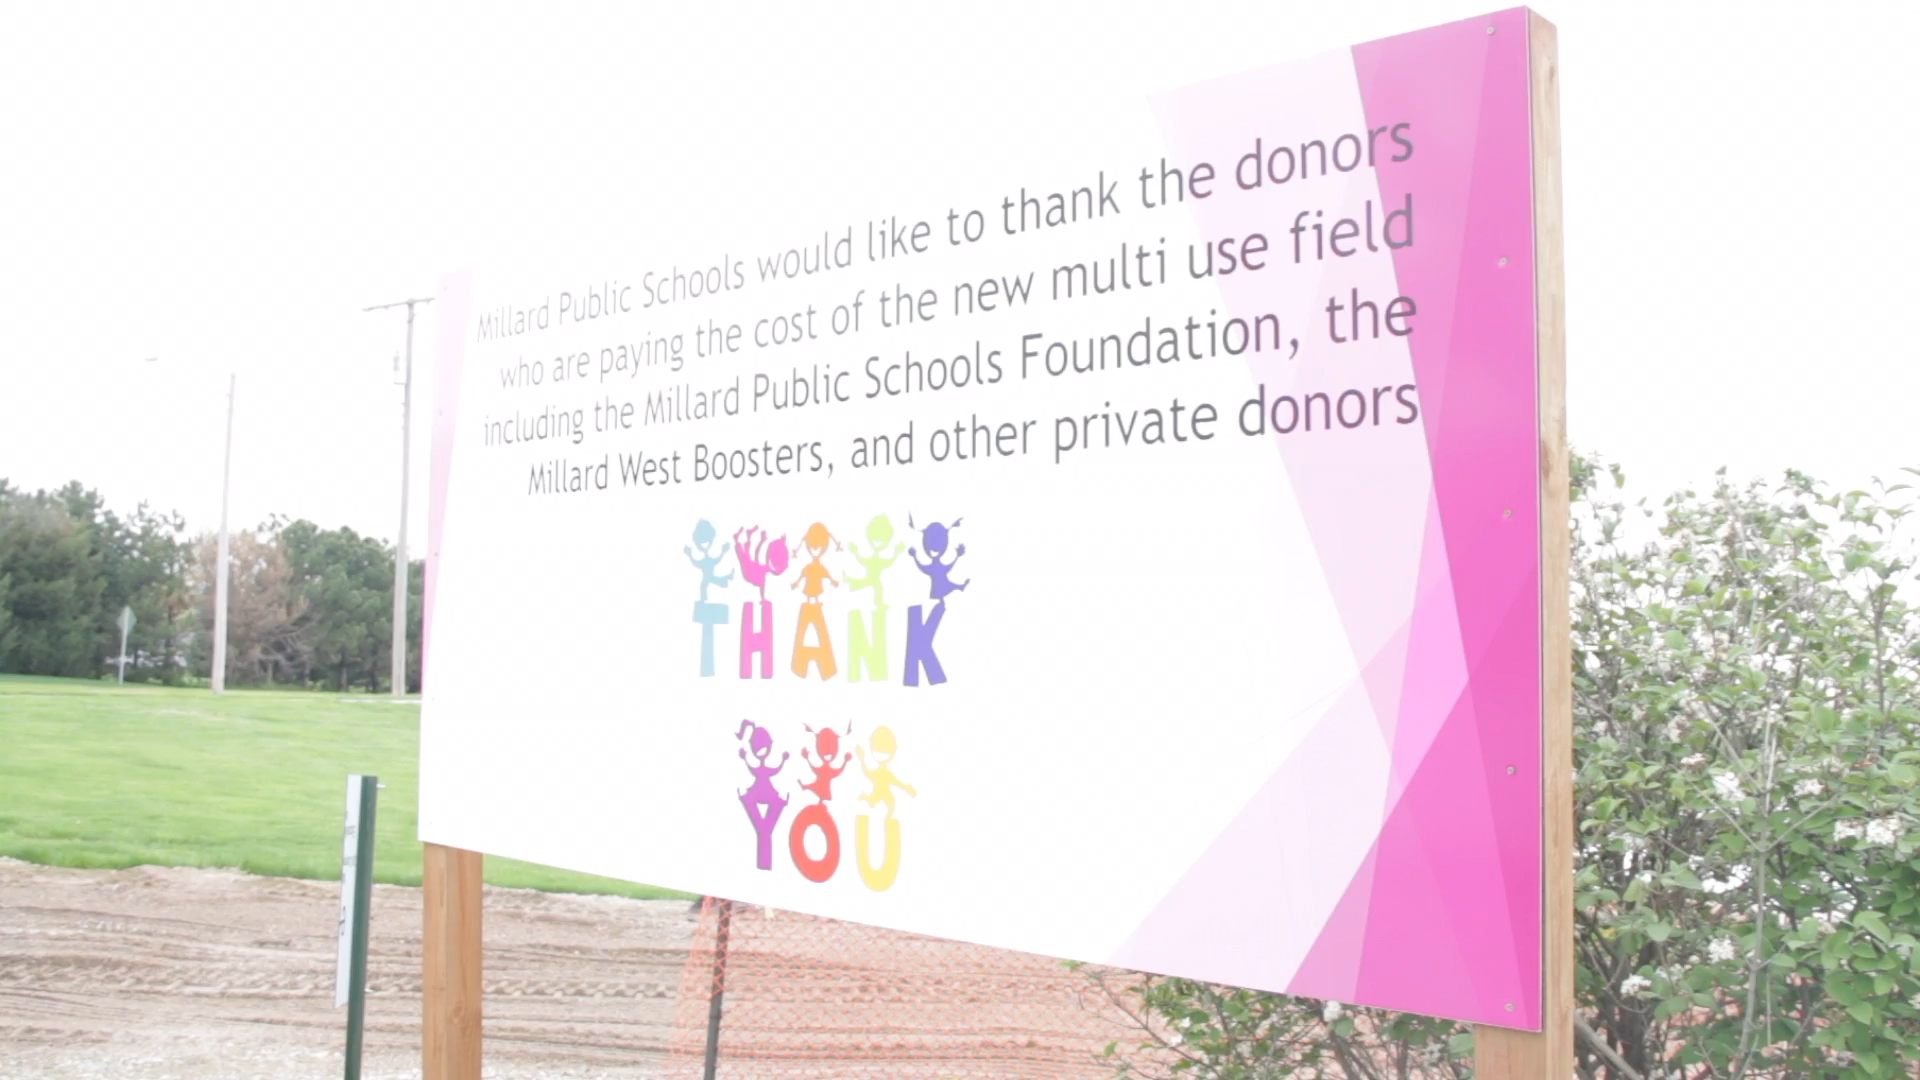 Millard Public Schools would like to thank the donors
who are paying the cost of the new multi use field
including the Millard Public Schools Foundation, the
Millard West Boosters, and other private donors
THANK
YOU